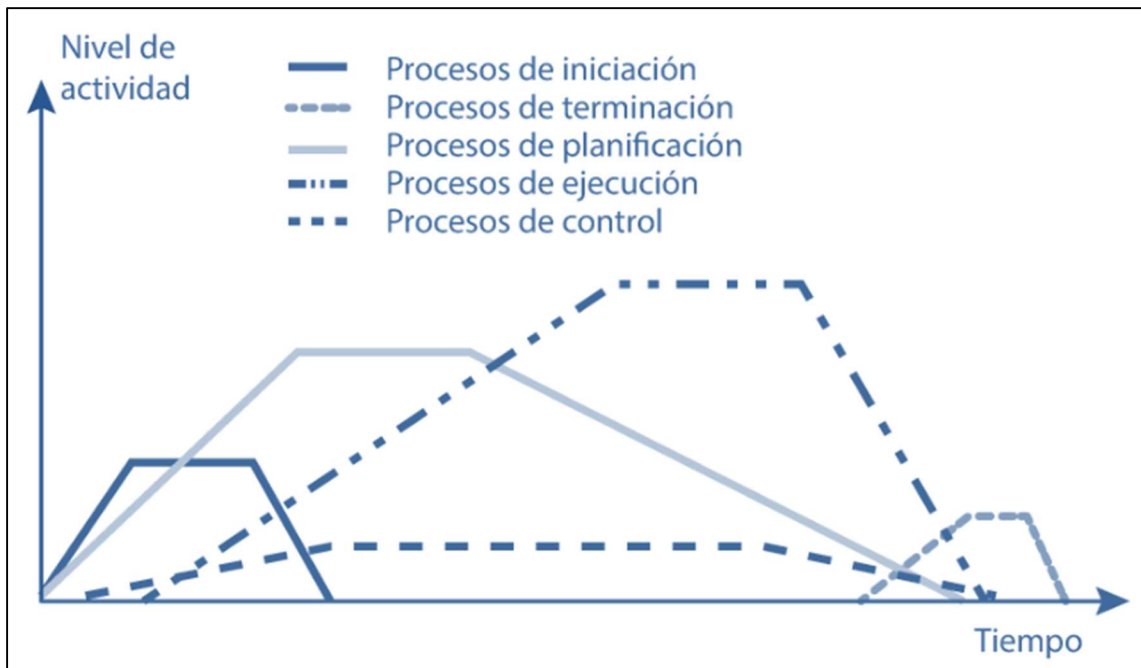 Nivel de
actividad
Procesos de iniciación
Procesos de terminación
Procesos de planificación
Procesos de ejecución
Procesos de control
Tiempo